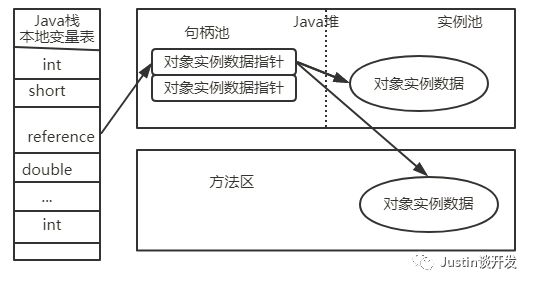 Java栈
本地变量表
int
short
reference
double
...
int
句柄池
Java堆
实例池
对象实例数据指针
对象实例数据指针
对象实例数据
方法区
对象实例数据
Justin谈开发